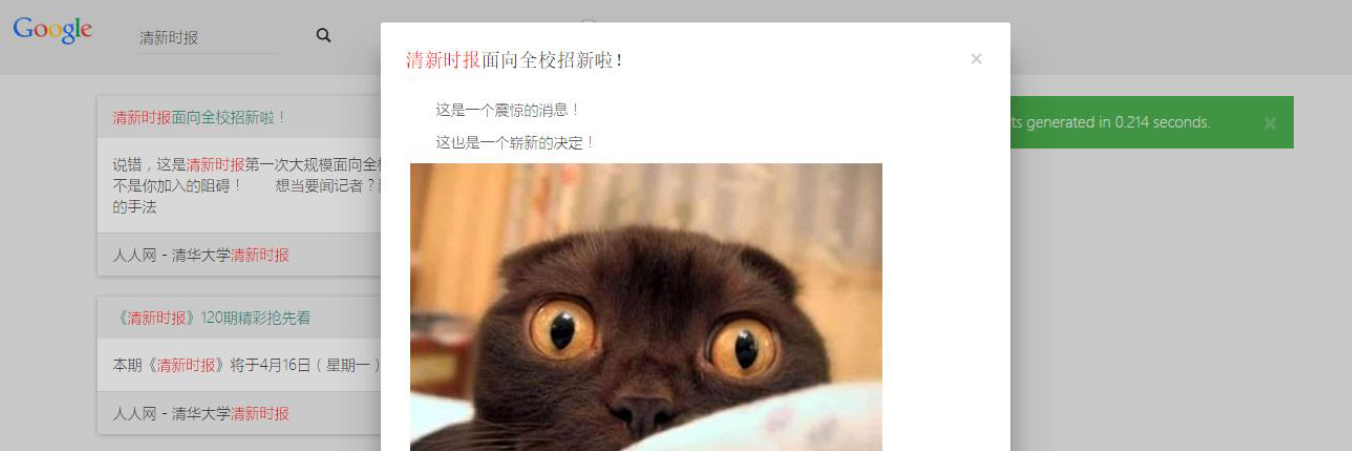 Google
清新时报
清新时报面向全校招新啦！
×
这是一个震惊的消息！
这也是一个崭新的决定！
清新时报面向全校招新啦！
说错，这是清新时报第一次大规模面向全
不是你加入的阻碍！ 想当要闻记者？
的手法
人人网 - 清华大学清新时报
《清新时报》120期精彩抢先看
本期《清新时报》将于4月16日（星期一）
人人网 - 清华大学清新时报
ts generated in 0.214 seconds.
×